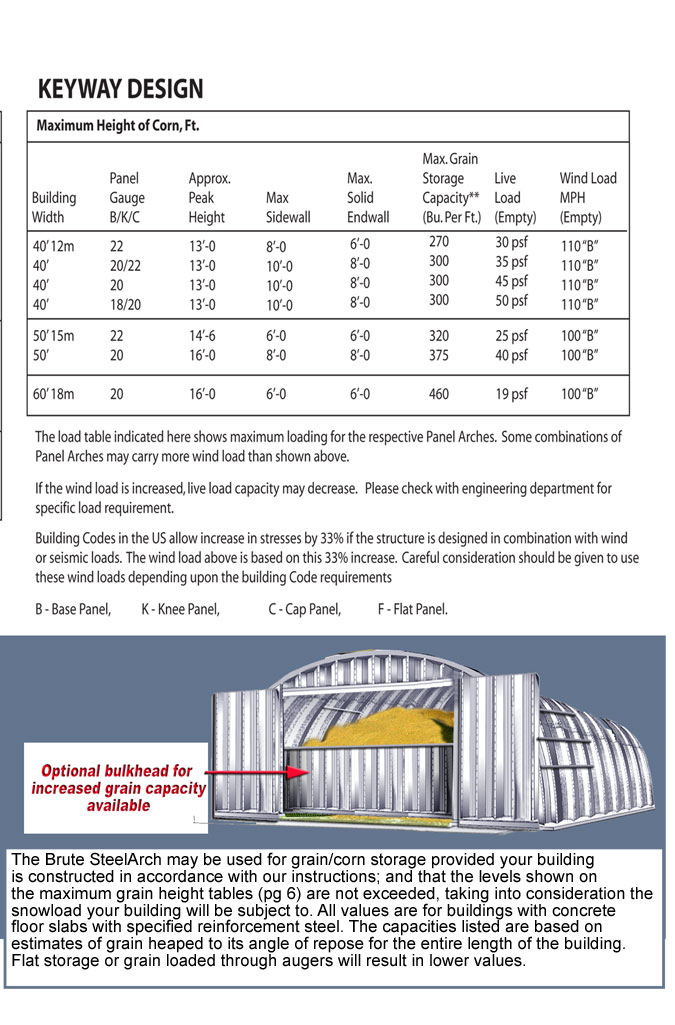 KEYWAY DESIGN
Maximum Height of Corn, Ft.
Max. Grain
Panel Approx. Max. Storage Live Wind Load
Building Gauge Peak Max Solid Capacity** Load MPH
Width B/K/C Height Sidewall Endwall (Bu. Per Ft.) (Empty) (Empty)
40' 12m 22 13'-0 8'-0 6'-0 270 30 psf 110 "B"
40' 20/22 13'-0 10'-0 8'-0 300 35 psf 110 "B"
40' 20 13'-0 10'-0 8'-0 300 45 psf 110 "B"
40' 18/20 13'-0 10'-0 8'-0 300 50 psf 110 "B"
50' 15m 22 14'-6 6'-0 6'-0 320 25 psf 100 "B"
50' 20 16'-0 8'-0 8'-0 375 40 psf 100 "B"
60' 18m 20 16'-0 6'-0 6'-0 460 19 psf 100 "B"
The load table indicated here shows maximum loading for the respective Panel Arches. Some combinations of
Panel Arches may carry more wind load than shown above.
If the wind load is increased, live load capacity may decrease. Please check with engineering department for
specific load requirement.
Building Codes in the US allow increase in stresses by 33% if the structure is designed in combination with wind
or seismic loads. The wind load above is based on this 33% increase. Careful consideration should be given to use
these wind loads depending upon the building Code requirements
B - Base Panel, K - Knee Panel, C - Cap Panel, F - Flat Panel.
Optional bulkhead for
increased grain capacity
available
The Brute SteelArch may be used for grain/corn storage provided your building
is constructed in accordance with our instructions; and that the levels shown on
the maximum grain height tables (pg 6) are not exceeded, taking into consideration the
snowload your building will be subject to. All values are for buildings with concrete
floor slabs with specified reinforcement steel. The capacities listed are based on
estimates of grain heaped to its angle of repose for the entire length of the building.
Flat storage or grain loaded through augers will result in lower values.